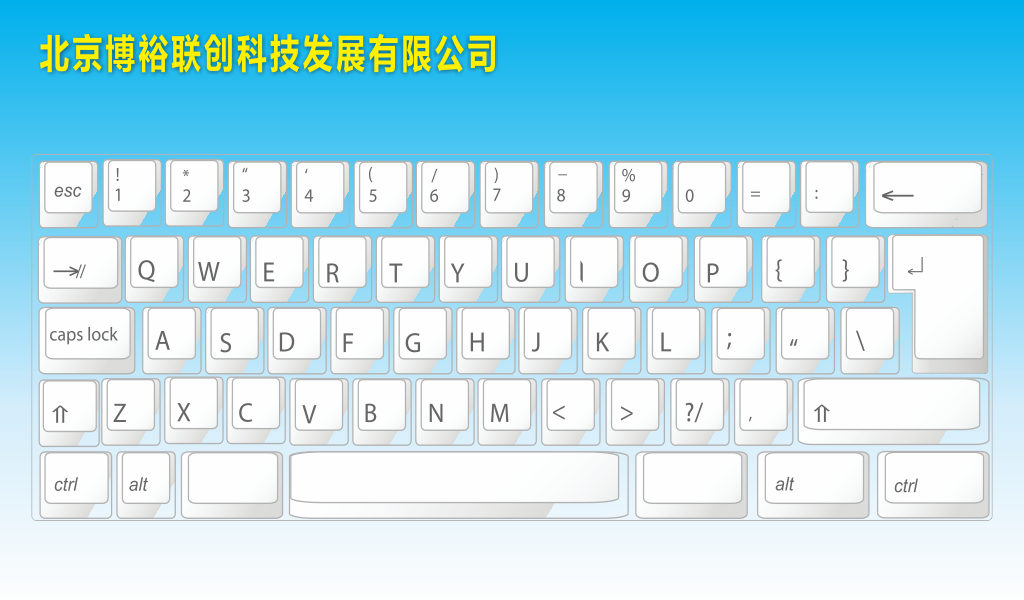 北京博裕联创科技发展有限公司
! * “ ‘ ( / ) – %
esc 1 2 3 4 5 6 7 8 9 0 = : ←
Q W E R T Y U I O P { } ↵
caps lock A S D F G H J K L ; “ \
⇑ Z X C V B N M < > ?/ , ⇑
ctrl alt alt ctrl